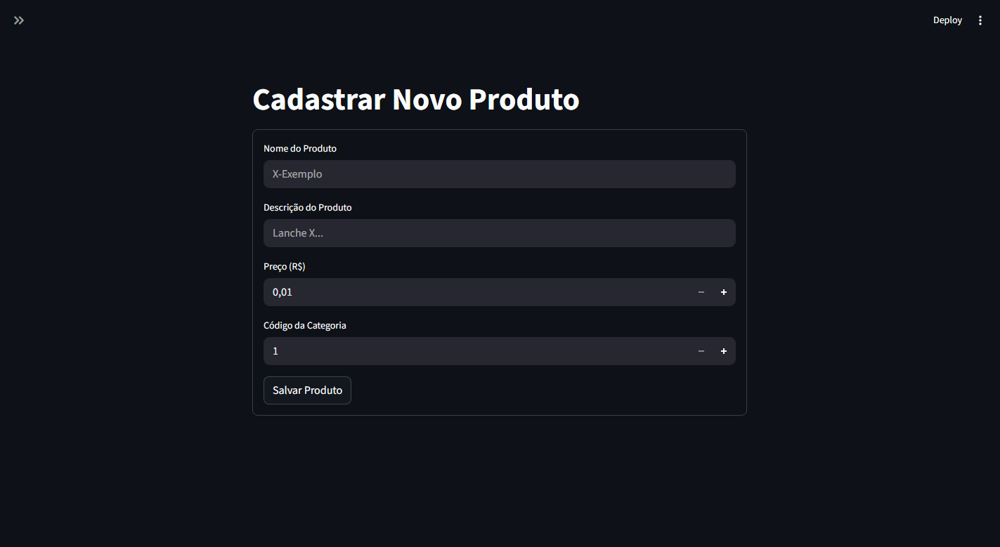 Deploy
Cadastrar Novo Produto
Nome do Produto
X-Exemplo
Descrição do Produto
Lanche X...
Preço (R$)
0,01
Código da Categoria
1
Salvar Produto